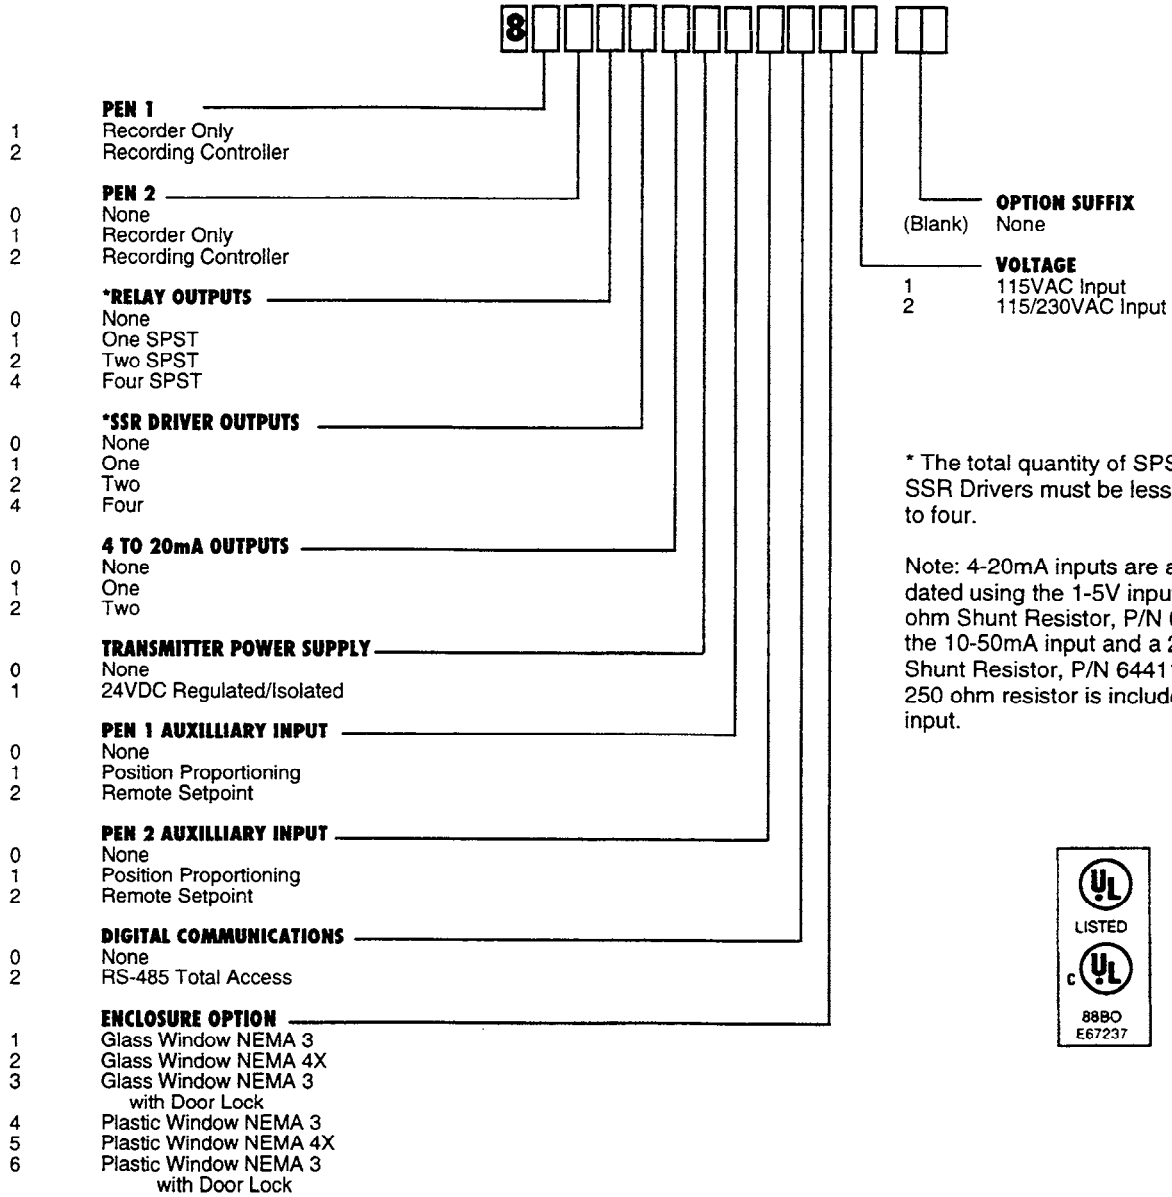 8
PEN 1
1 Recorder Only
2 Recording Controller
PEN 2
0 None
1 Recorder Only
2 Recording Controller
*RELAY OUTPUTS
0 None
1 One SPST
2 Two SPST
4 Four SPST
*SSR DRIVER OUTPUTS
0 None
1 One
2 Two
4 Four
4 TO 20mA OUTPUTS
0 None
1 One
2 Two
TRANSMITTER POWER SUPPLY
0 None
1 24VDC Regulated/Isolated
PEN 1 AUXILLIARY INPUT
0 None
1 Position Proportioning
2 Remote Setpoint
PEN 2 AUXILLIARY INPUT
0 None
1 Position Proportioning
2 Remote Setpoint
DIGITAL COMMUNICATIONS
0 None
2 RS-485 Total Access
ENCLOSURE OPTION
1 Glass Window NEMA 3
2 Glass Window NEMA 4X
3 Glass Window NEMA 3
with Door Lock
4 Plastic Window NEMA 3
5 Plastic Window NEMA 4X
6 Plastic Window NEMA 3
with Door Lock
OPTION SUFFIX
(Blank) None
VOLTAGE
1 115VAC Input
2 115/230VAC Input
* The total quantity of
SSR Drivers must be less
to four.
Note: 4-20mA inputs are
dated using the 1-5V
ohm Shunt Resistor, P/N
the 10-50mA input and a
Shunt Resistor, P/N
250 ohm resistor is
input.
UL
LISTED
C UL
88BO
E67237